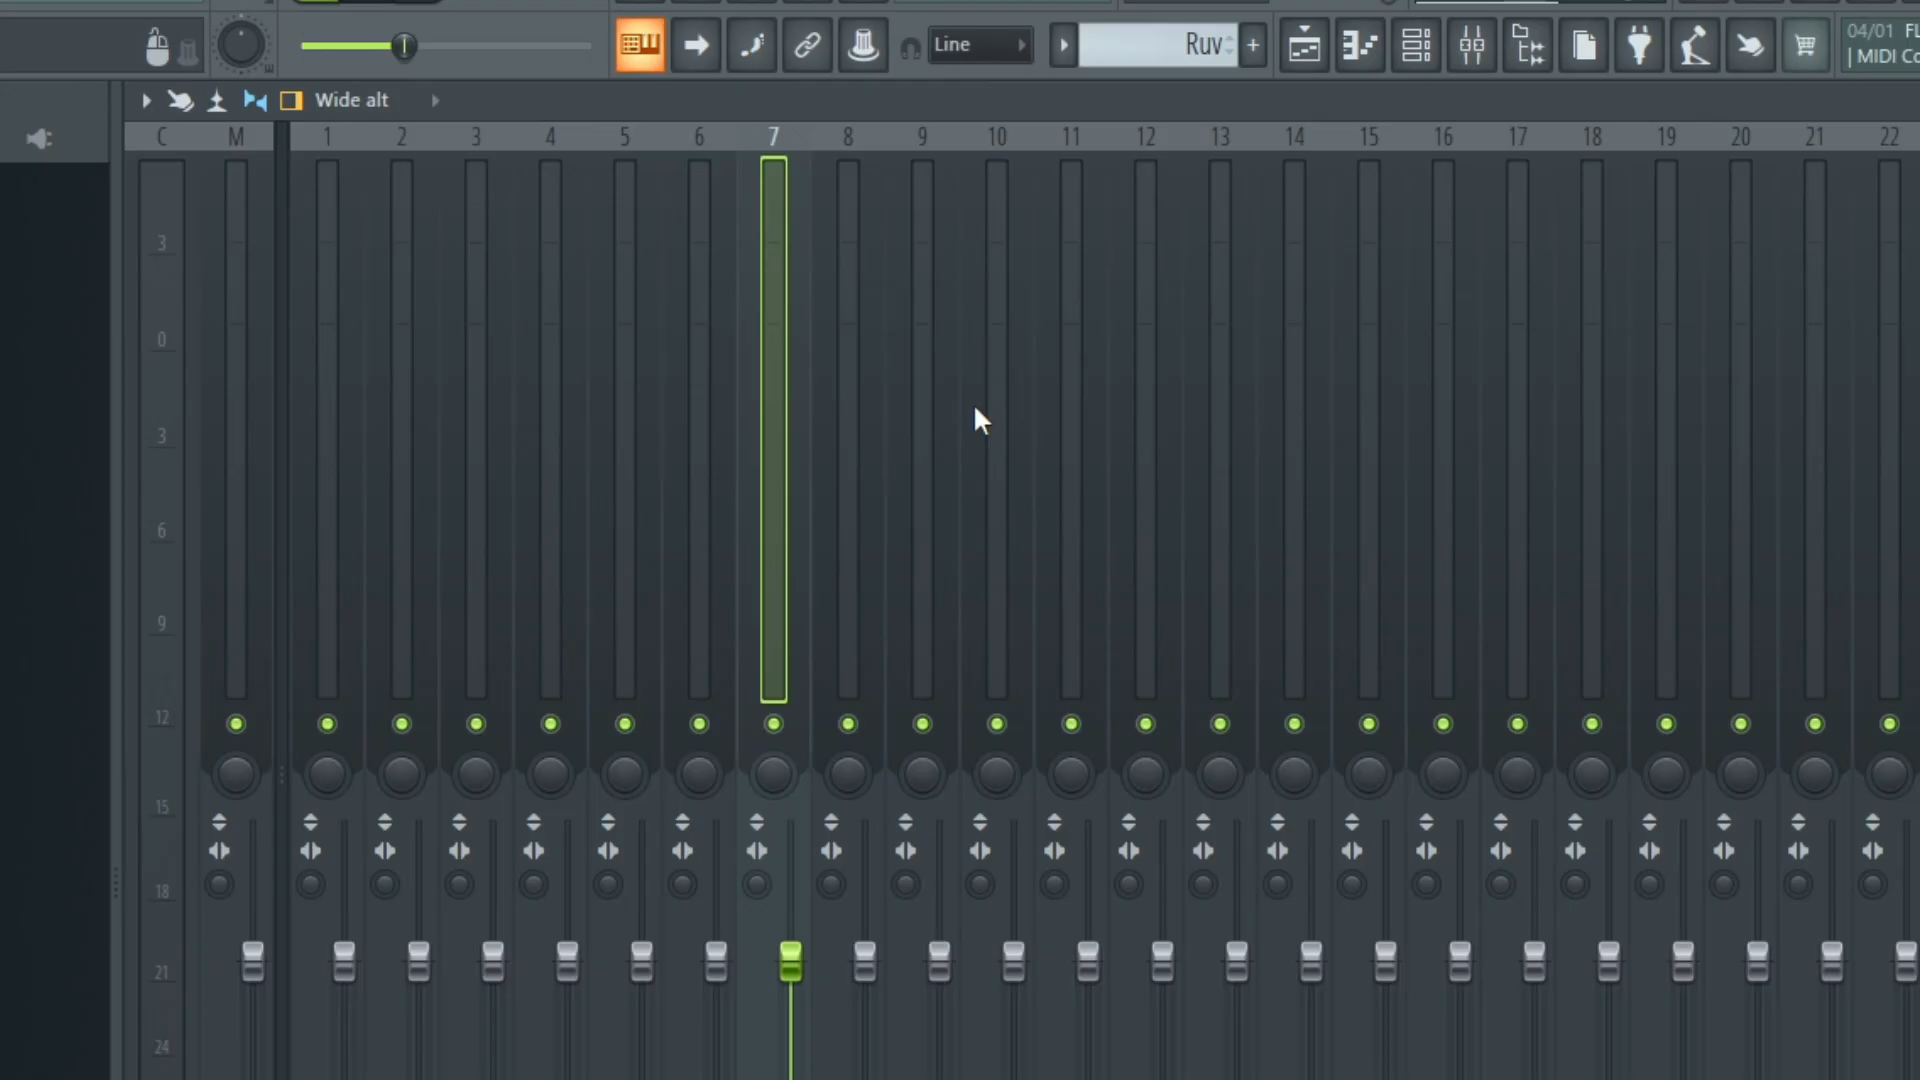 Line
Ruv
+
04/01 FL
| MIDI Co
Wide alt
C M 1 2 3 4 5 6 7 8 9 10 11 12 13 14 15 16 17 18 19 20 21 22
3
0
3
6
9
12
15
18
21
24